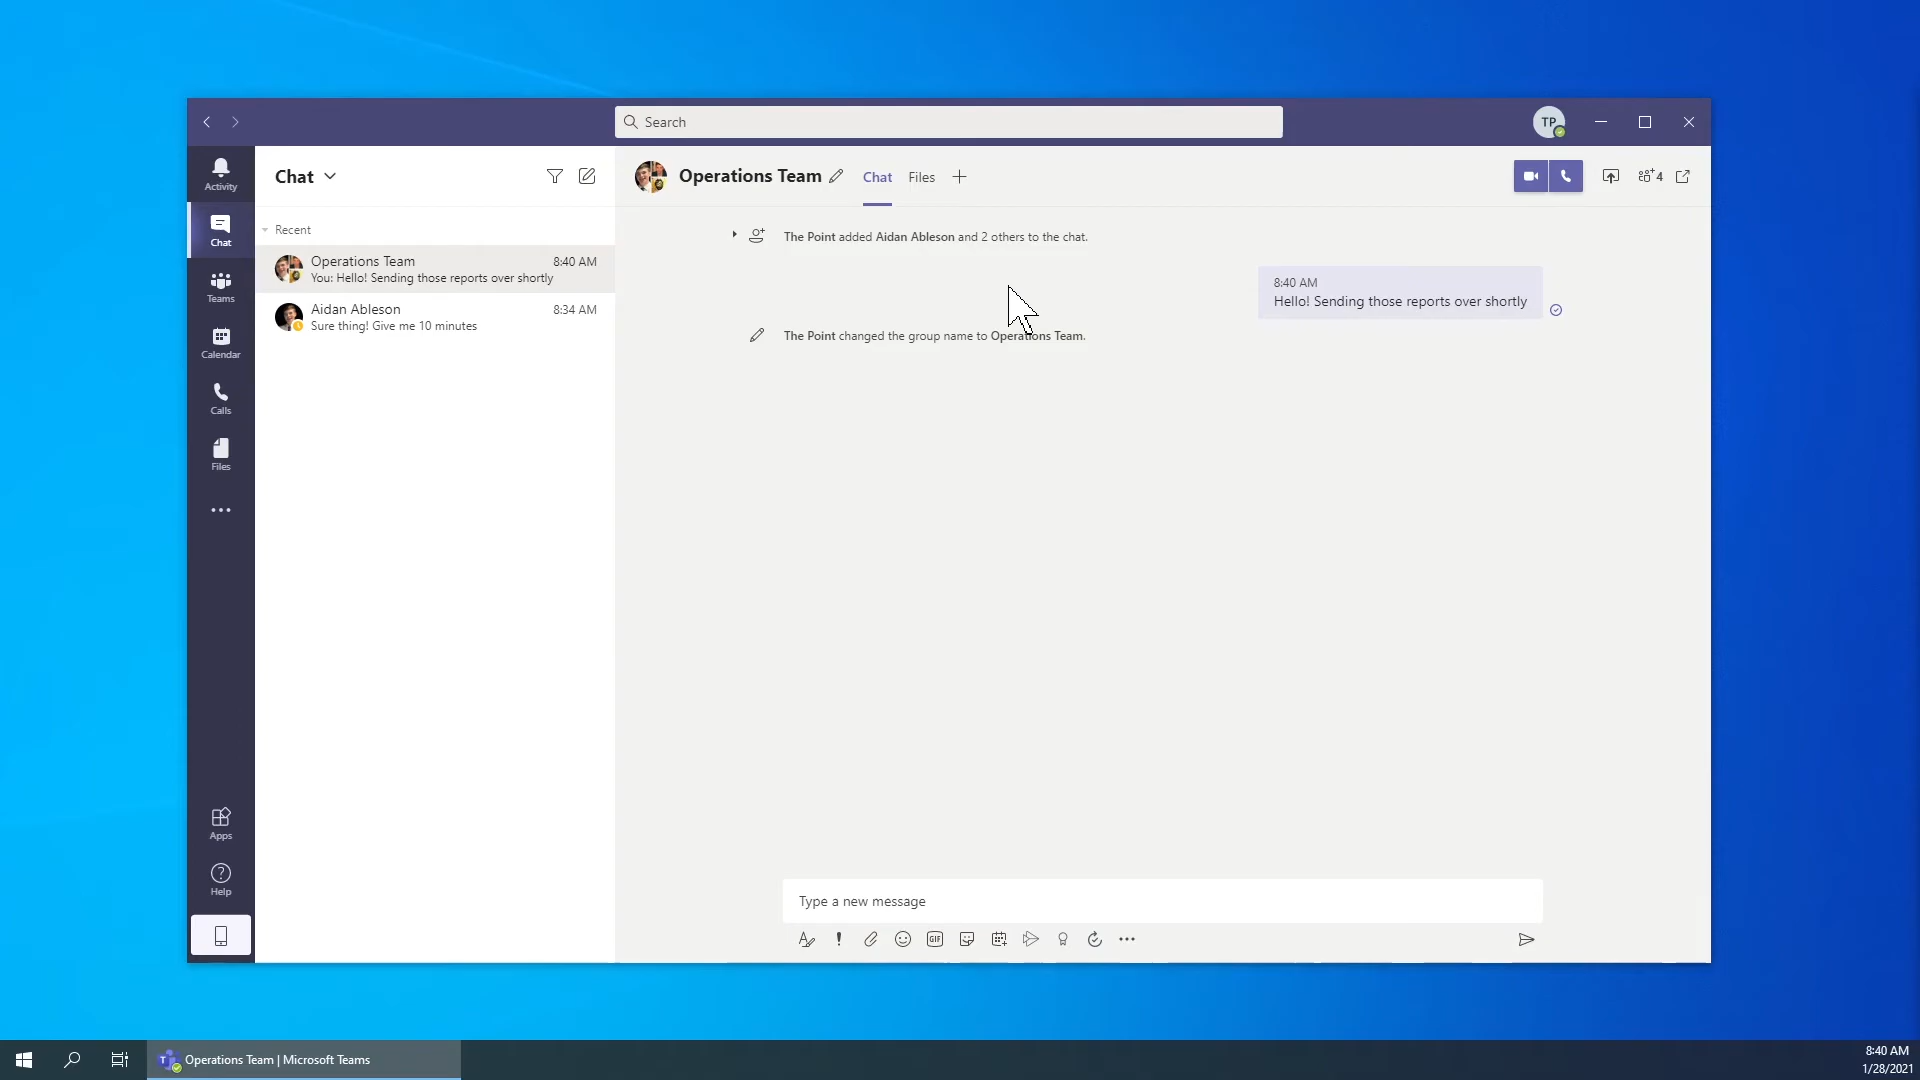 Search
TP
Activity
Chat
Teams
Calendar
Calls
Files
Apps
Help
Chat
Recent
Operations Team 8:40 AM
You: Hello! Sending those reports over shortly
Aidan Ableson 8:34 AM
Sure thing! Give me 10 minutes
Operations Team Chat Files 4
The Point added Aidan Ableson and 2 others to the chat.
8:40 AM
Hello! Sending those reports over shortly
The Point changed the group name to Operations Team.
Type a new message
GIF
Operations Team | Microsoft Teams
8:40 AM
1/28/2021